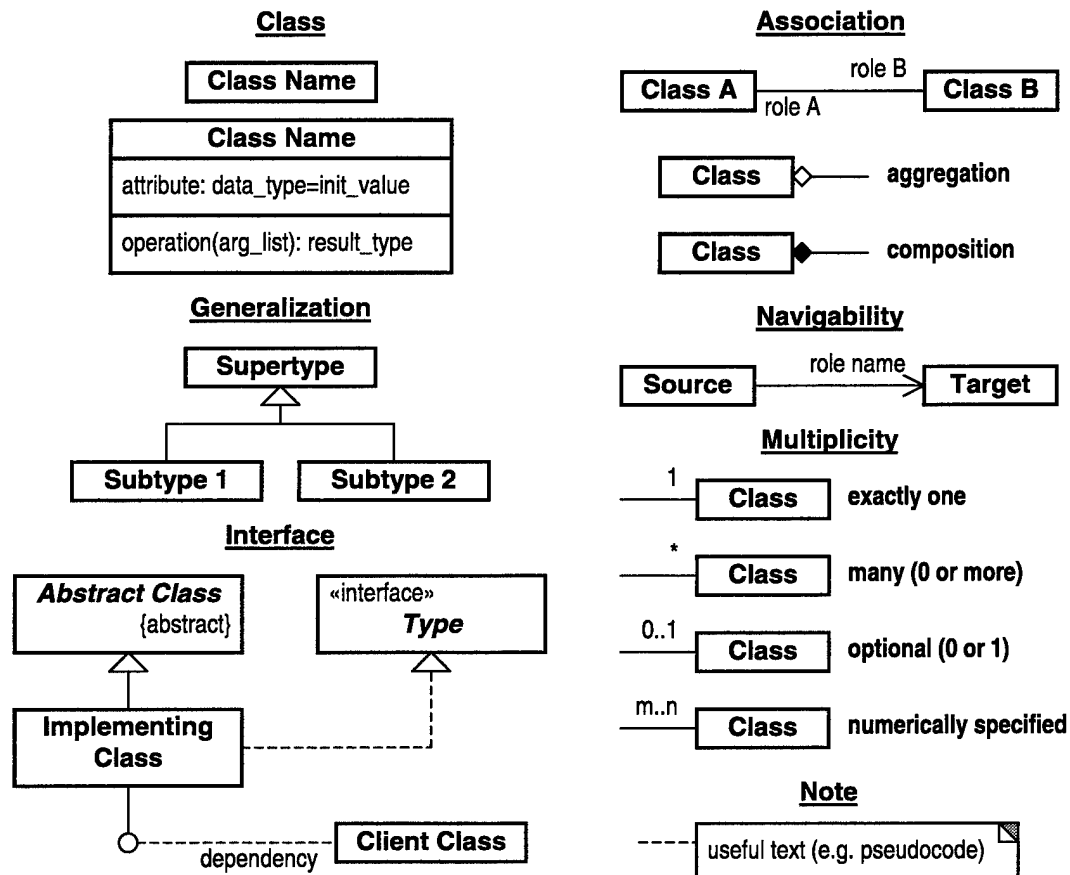 Class
Class Name
Class Name
attribute: data_type=init_value
operation(arg_list): result_type
Generalization
Supertype
Subtype 1
Subtype 2
Interface
Abstract Class
{abstract}
«interface»
Type
Implementing
Class
Client Class
dependency
Association
role B
Class A
Class B
role A
Class
aggregation
Class
composition
Navigability
role name
Source
Target
Multiplicity
1
Class
exactly one
*
Class
many (0 or more)
0..1
Class
optional (0 or 1)
m..n
Class
numerically specified
Note
useful text (e.g. pseudocode)